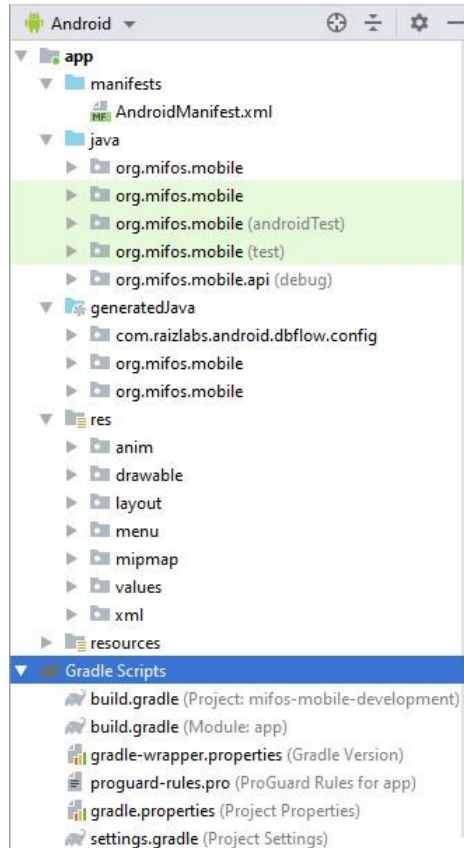 Android
app
manifests
MF AndroidManifest.xml
java
org.mifos.mobile
org.mifos.mobile
org.mifos.mobile (androidTest)
org.mifos.mobile (test)
org.mifos.mobile.api (debug)
generatedJava
com.raizlabs.android.dbflow.config
org.mifos.mobile
org.mifos.mobile
res
anim
drawable
layout
menu
mipmap
values
xml
resources
Gradle Scripts
build.gradle (Project: mifos-mobile-development)
build.gradle (Module: app)
gradle-wrapper.properties (Gradle Version)
proguard-rules.pro (ProGuard Rules for app)
gradle.properties (Project Properties)
settings.gradle (Project Settings)